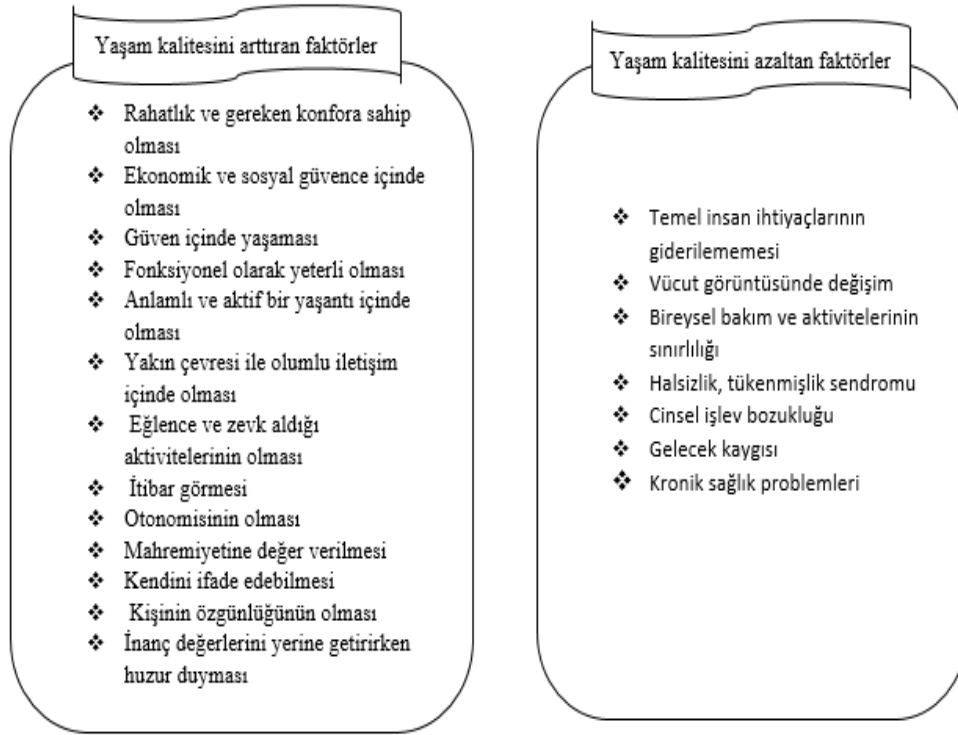 Yaşam kalitesini arttıran faktörler
❖ Rahatlık ve gereken konfora sahip
olması
❖ Ekonomik ve sosyal güvence içinde
olması
❖ Güven içinde yaşaması
❖ Fonksiyonel olarak yeterli olması
❖ Anlamlı ve aktif bir yaşantı içinde
olması
❖ Yakın çevresi ile olumlu iletişim
içinde olması
❖ Eğlence ve zevk aldığı
aktivitelerinin olması
❖ İtibar görmesi
❖ Otonomisinin olması
❖ Mahremiyetine değer verilmesi
❖ Kendini ifade edebilmesi
❖ Kişinin özgünlüğünün olması
❖ İnanç değerlerini yerine getirirken
huzur duyması
Yaşam kalitesini azaltan faktörler
❖ Temel insan ihtiyaçlarının
giderilememesi
❖ Vücut görüntüsünde değişim
❖ Bireysel bakım ve aktivitelerinin
sınırlılığı
❖ Halsizlik, tükenmişlik sendromu
❖ Cinsel işlev bozukluğu
❖ Gelecek kaygısı
❖ Kronik sağlık problemleri